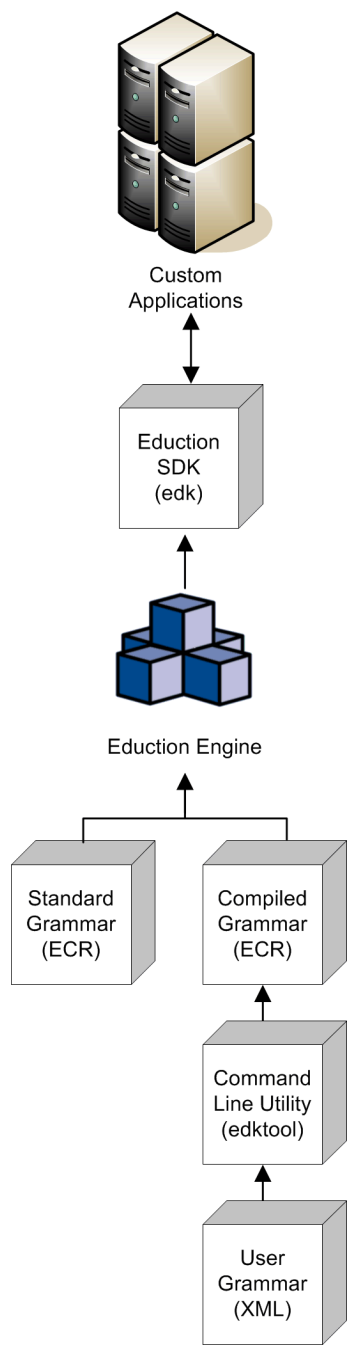 Custom
Applications
Eduction
SDK
(edk)
Eduction Engine
Standard
Grammar
(ECR)
Compiled
Grammar
(ECR)
Command
Line Utility
(edktool)
User
Grammar
(XML)